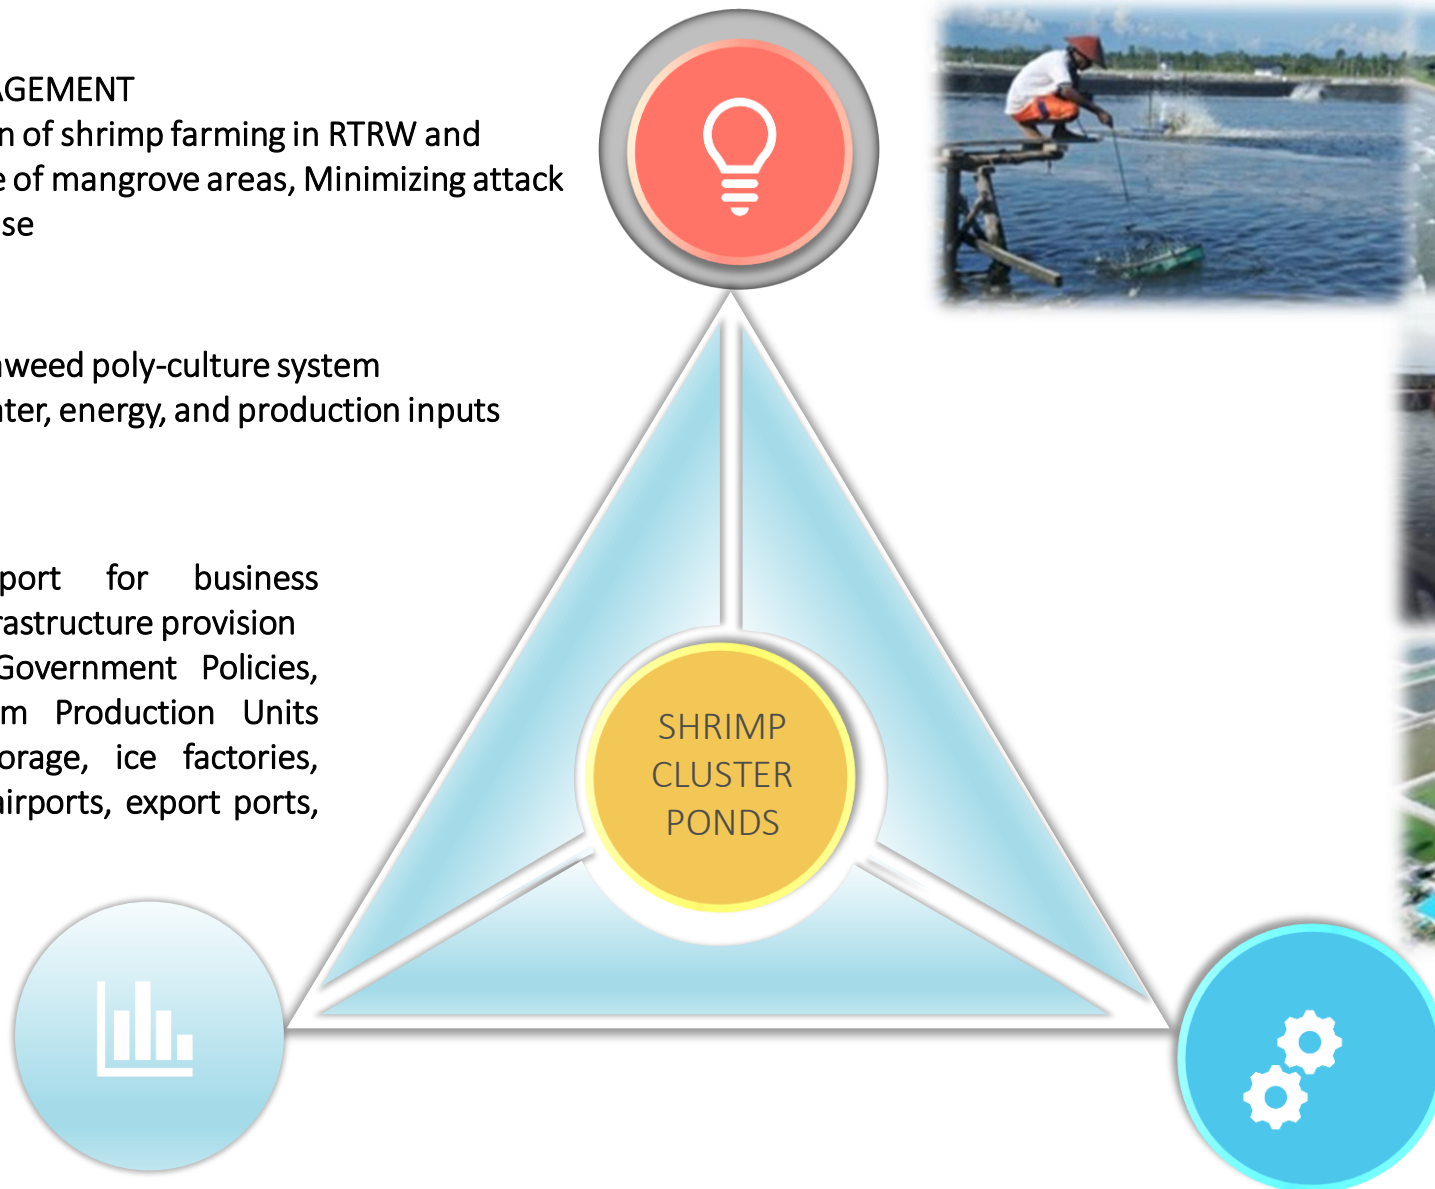 AGEMENT
n of shrimp farming in RTRW and
e of mangrove areas, Minimizing attack
se
weed poly-culture system
ter, energy, and production inputs
port for business
rastructure provision
Government Policies,
m Production Units
orage, ice factories,
airports, export ports,
SHRIMP
CLUSTER
PONDS